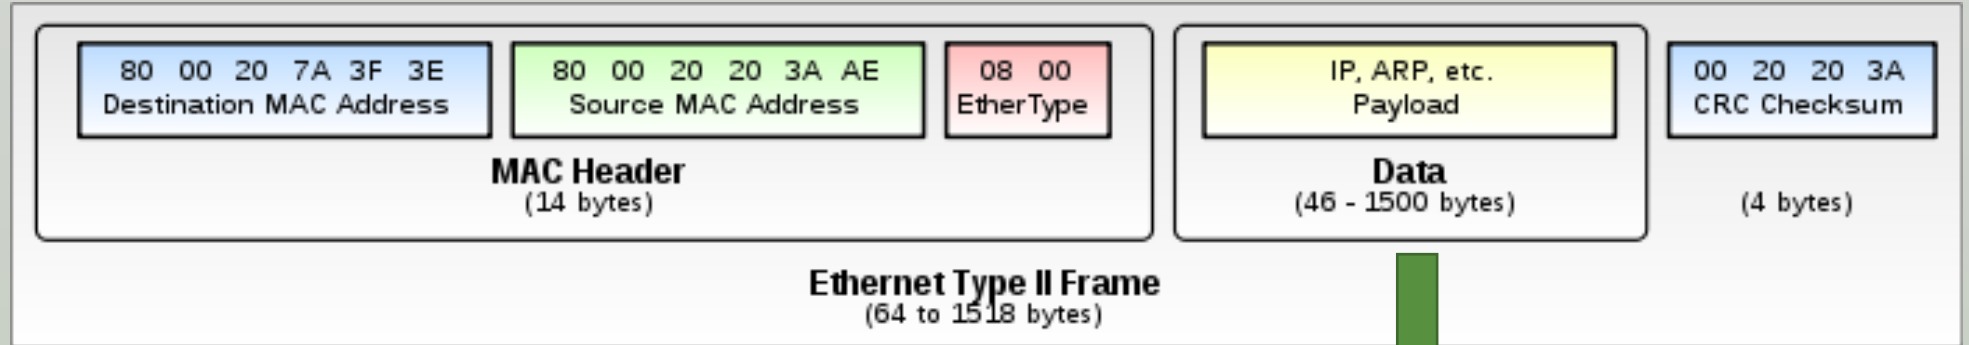 80 00 20 7A 3F 3E
Destination MAC Address
80 00 20 20 3A AE
Source MAC Address
08 00
EtherType
IP, ARP, etc.
Payload
00 20 20 3A
CRC Checksum
MAC Header
(14 bytes)
Data
(46 - 1500 bytes)
(4 bytes)
Ethernet Type II Frame
(64 to 1518 bytes)